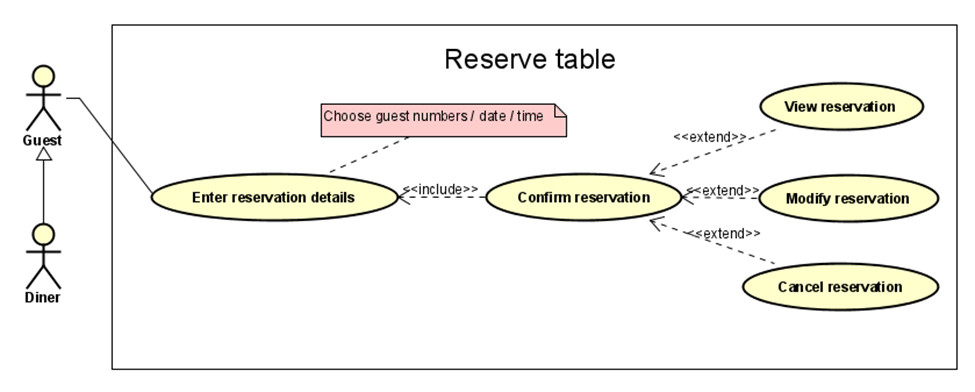 Reserve table
Guest
Diner
Choose guest numbers / date / time
Enter reservation details
<<include>>
Confirm reservation
<<extend>>
View reservation
<<extend>>
Modify reservation
<<extend>>
Cancel reservation